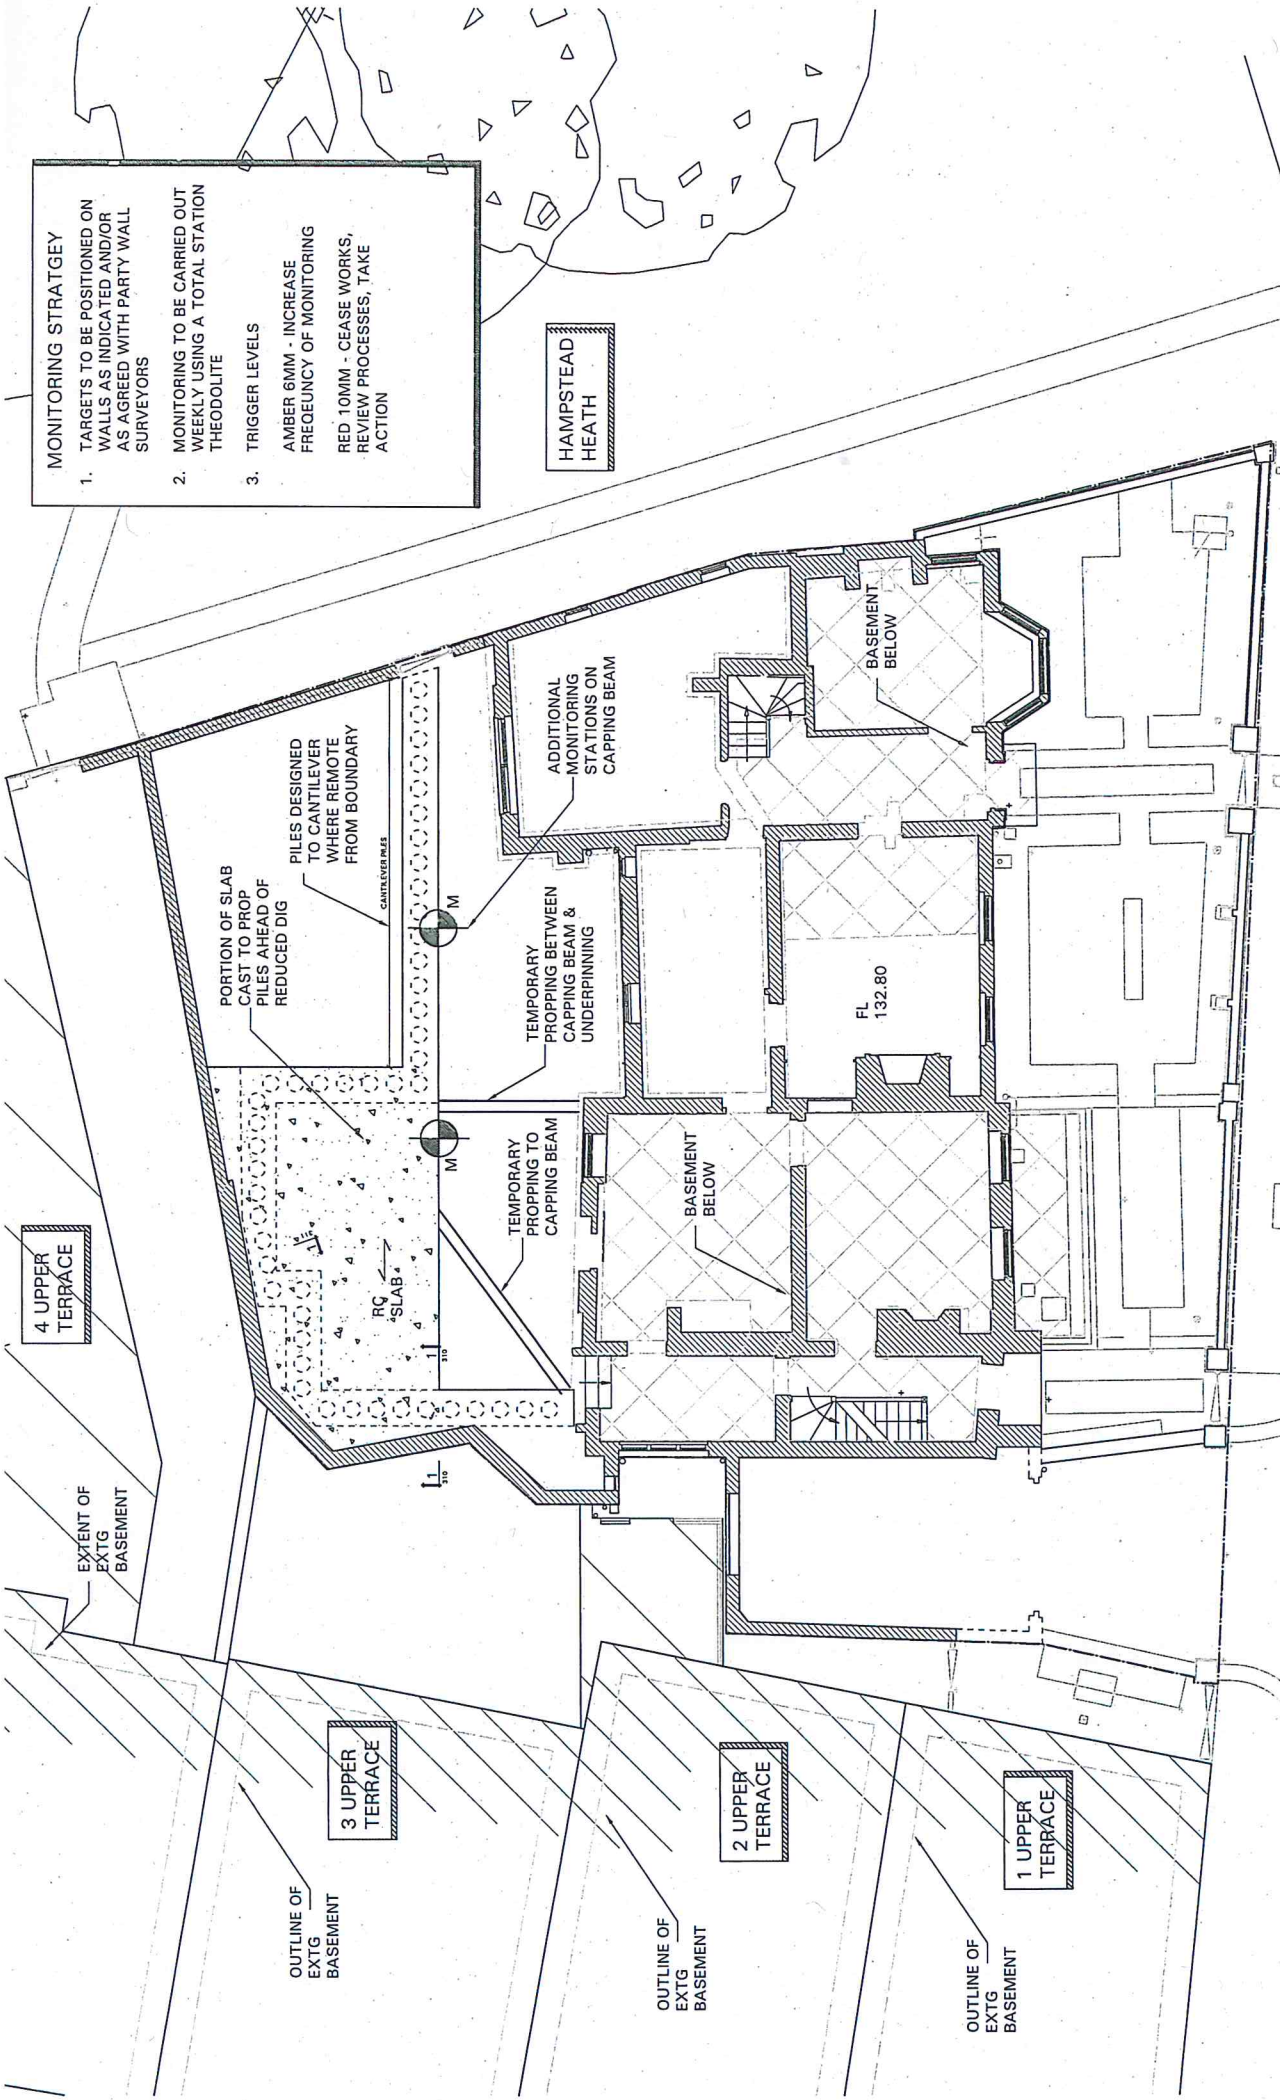 MONITORING STRATGEY
1. TARGETS TO BE POSITIONED ON
WALLS AS INDICATED AND/OR
AS AGREED WITH PARTY WALL
SURVEYORS
2. MONITORING TO BE CARRIED OUT
WEEKLY USING A TOTAL STATION
THEODOLITE
3. TRIGGER LEVELS
AMBER 6MM - INCREASE
FREQEUNCY OF MONITORING
RED 10MM - CEASE WORKS,
REVIEW PROCESSES, TAKE
ACTION
HAMPSTEAD
HEATH
4 UPPER
TERRACE
EXTENT OF
EXTG
BASEMENT
PORTION OF SLAB
CAST TO PROP
PILES AHEAD OF
REDUCED DIG
PILES DESIGNED
TO CANTILEVER
WHERE REMOTE
FROM BOUNDARY
CANTILEVER PILES
M
M
ADDITIONAL
MONITORING
STATIONS ON
CAPPING BEAM
TEMPORARY
PROPPING BETWEEN
CAPPING BEAM &
UNDERPINNING
TEMPORARY
PROPPING TO
CAPPING BEAM
RC
SLAB
1
310
1
310
BASEMENT
BELOW
BASEMENT
BELOW
FL
132.80
3 UPPER
TERRACE
OUTLINE OF
EXTG
BASEMENT
2 UPPER
TERRACE
OUTLINE OF
EXTG
BASEMENT
1 UPPER
TERRACE
OUTLINE OF
EXTG
BASEMENT